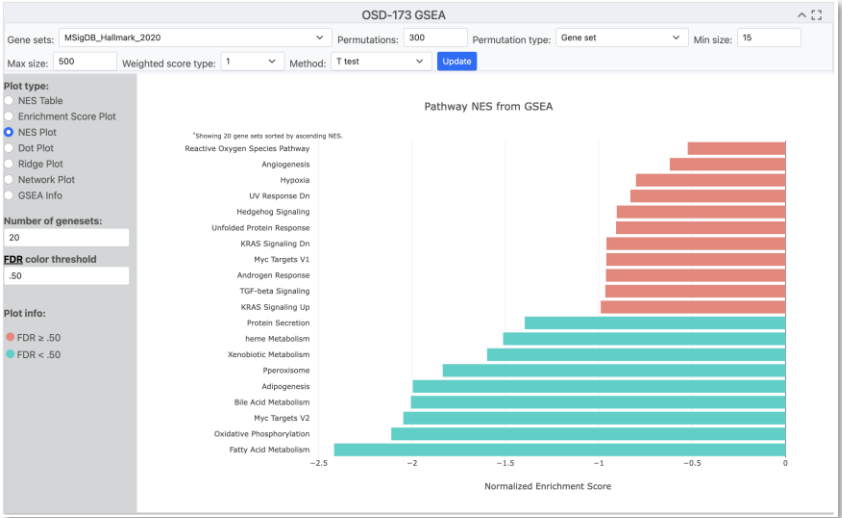 OSD-173 GSEA
Gene sets: MSigDB_Hallmark_2020 Permutations: 300 Permutation type: Gene set Min size: 15
Max size: 500 Weighted score type: 1 Method: T test Update
Plot type:
NES Table
Enrichment Score Plot
NES Plot
Dot Plot
Ridge Plot
Network Plot
GSEA Info
Number of genesets:
20
FDR color threshold
.50
Plot info:
FDR ≥ .50
FDR < .50
Pathway NES from GSEA
*Showing 20 gene sets sorted by ascending NES.
Reactive Oxygen Species Pathway
Angiogenesis
Hypoxia
UV Response Dn
Hedgehog Signaling
Unfolded Protein Response
KRAS Signaling Dn
Myc Targets V1
Androgen Response
TGF-beta Signaling
KRAS Signaling Up
Protein Secretion
heme Metabolism
Xenobiotic Metabolism
Pperoxisome
Adipogenesis
Bile Acid Metabolism
Myc Targets V2
Oxidative Phosphorylation
Fatty Acid Metabolism
−2.5 −2 −1.5 −1 −0.5 0
Normalized Enrichment Score